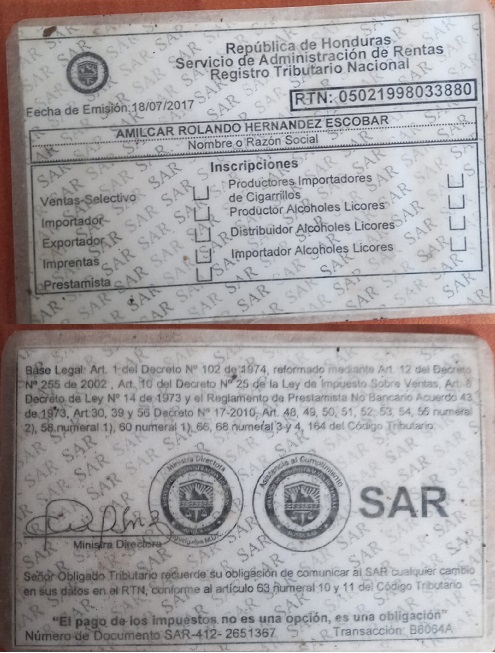 República de Honduras
Servicio de Administración de Rentas
Registro Tributario Nacional
Fecha de Emisión:18/07/2017
RTN: 05021998033880
AMILCAR ROLANDO HERNANDEZ ESCOBAR
Nombre o Razón Social
Inscripciones
Ventas-Selectivo
Importador
Exportador
Imprentas
Prestamista
Productores Importadores
de Cigarrillos
Productor Alcoholes Licores
Distribuidor Alcoholes Licores
Importador Alcoholes Licores
Base Legal: Art. 1 del Decreto N° 102 de 1974, reformado mediante Art. 12 del Decreto
N° 255 de 2002 , Art. 10 del Decreto N° 25 de la Ley de Impuesto Sobre Ventas, Art. 8
Decreto de Ley N° 14 de 1973 y el Reglamento de Prestamista No Bancario Acuerdo 43
de 1973, Art.30, 39 y 56 Decreto N° 17-2010, Art. 48, 49, 50, 51, 52, 53, 54, 55 numeral
2), 58 numeral 1), 60 numeral 1), 66, 68 numeral 3 y 4, 164 del Código Tributario.
Ministra Directora
Asistencia al Cumplimiento
SAR
Ministra Directora
Señor Obligado Tributario recuerde su obligación de comunicar al SAR cualquier cambio
en sus datos en el RTN, conforme al artículo 63 numeral 10 y 11 del Código Tributario
"El pago de los impuestos no es una opción, es una obligación"
Número de Documento SAR-412- 2651367
Transacción: B8064A